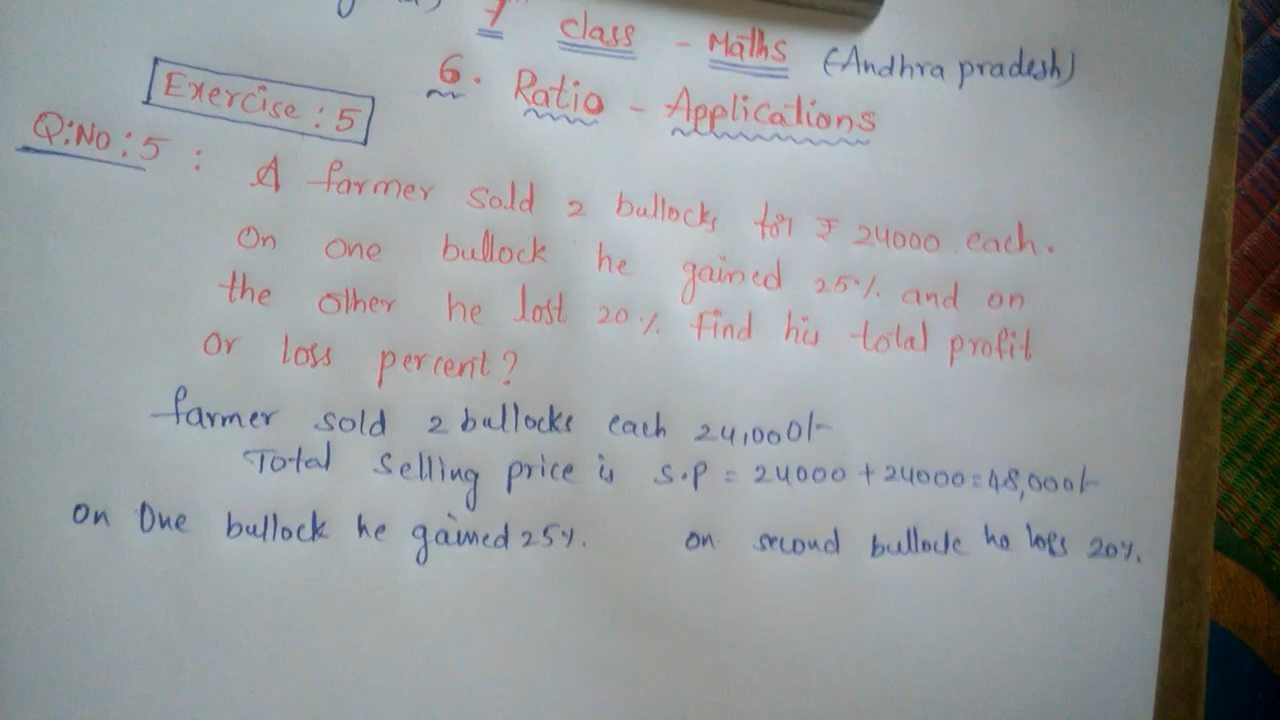 7 Class - Maths (Andhra pradesh)
6. Ratio - Applications
Exercise : 5
Q:No : 5 : A farmer sold 2 bullocks for ₹ 24000 each.
On one bullock he gained 25% and on
the other he lost 20% Find his total profit
or loss percent?
farmer sold 2 bullocks each 24,000/-
Total selling price is S.P = 24000 + 24000 = 48,000/-
On One bullock he gained 25%. on second bullock he loss 20%.